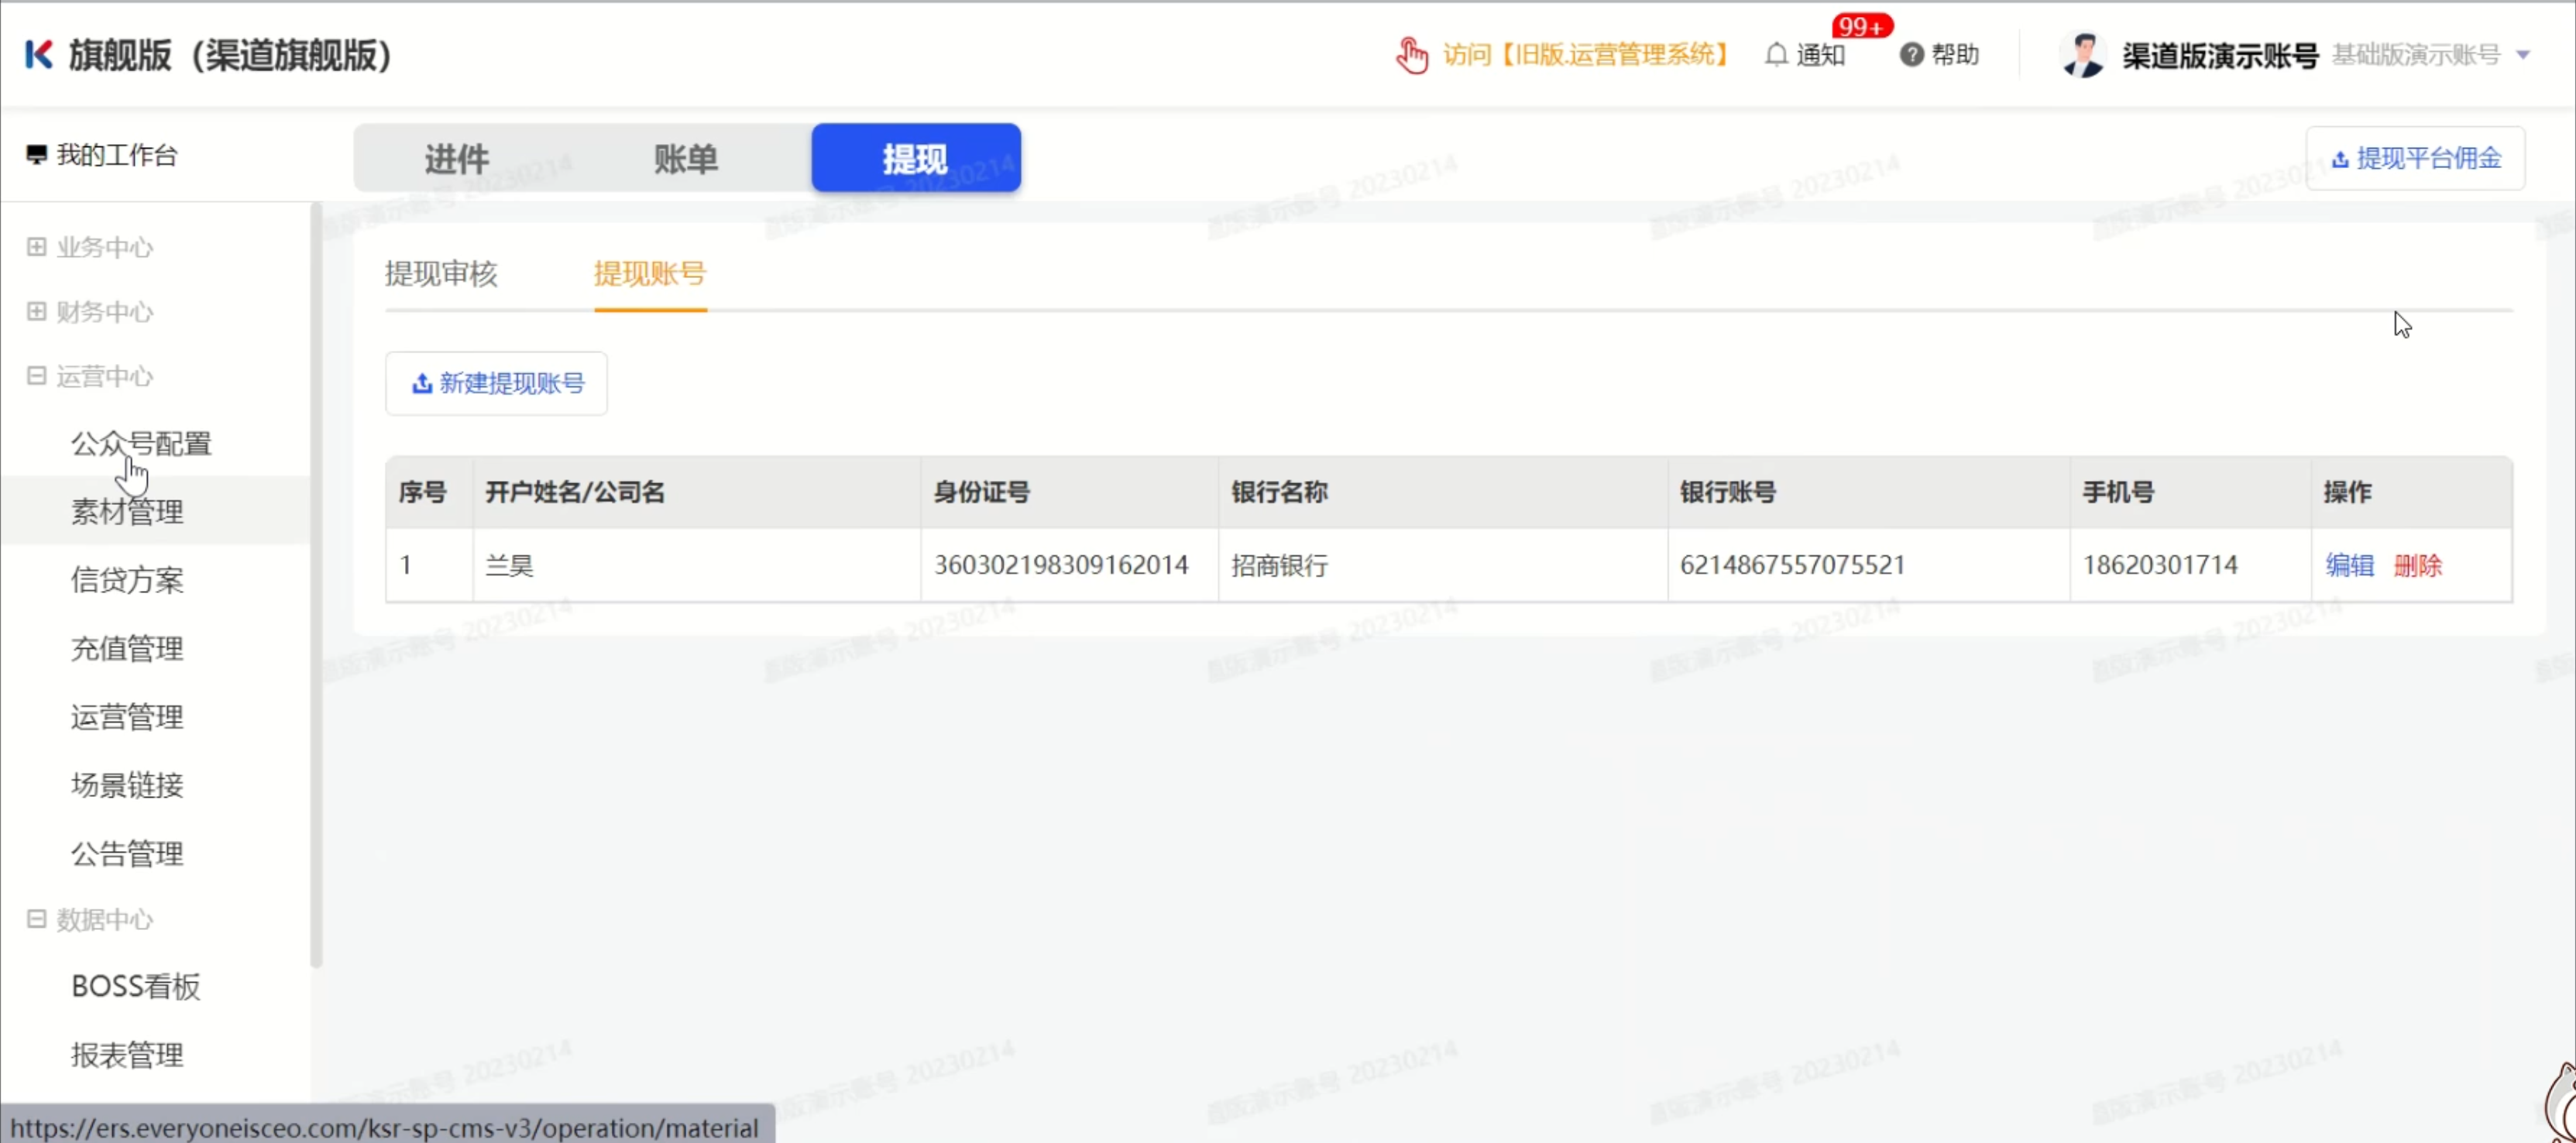 旗舰版（渠道旗舰版）
访问【旧版.运营管理系统】
通知
99+
帮助
渠道版演示账号 基础版演示账号
我的工作台
进件
账单
提现
提现平台佣金
业务中心
财务中心
运营中心
公众号配置
素材管理
信贷方案
充值管理
运营管理
场景链接
公告管理
数据中心
BOSS看板
报表管理
提现审核
提现账号
新建提现账号
序号 开户姓名/公司名 身份证号 银行名称 银行账号 手机号 操作
1 兰昊 360302198309162014 招商银行 6214867557075521 18620301714 编辑 删除
https://ers.everyoneisceo.com/ksr-sp-cms-v3/operation/material